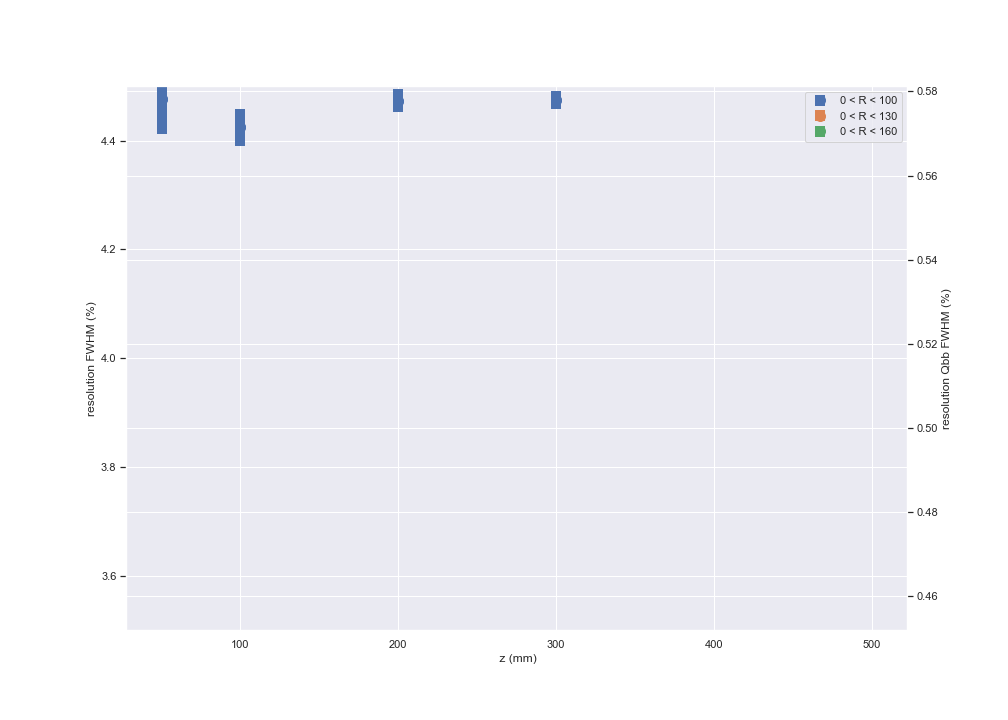 0 < R < 100
0 < R < 130
0 < R < 160
4.4
4.2
4.0
3.8
3.6
resolution FWHM (%)
0.58
0.56
0.54
0.52
0.50
0.48
0.46
resolution Qbb FWHM (%)
100 200 300 400 500
z (mm)